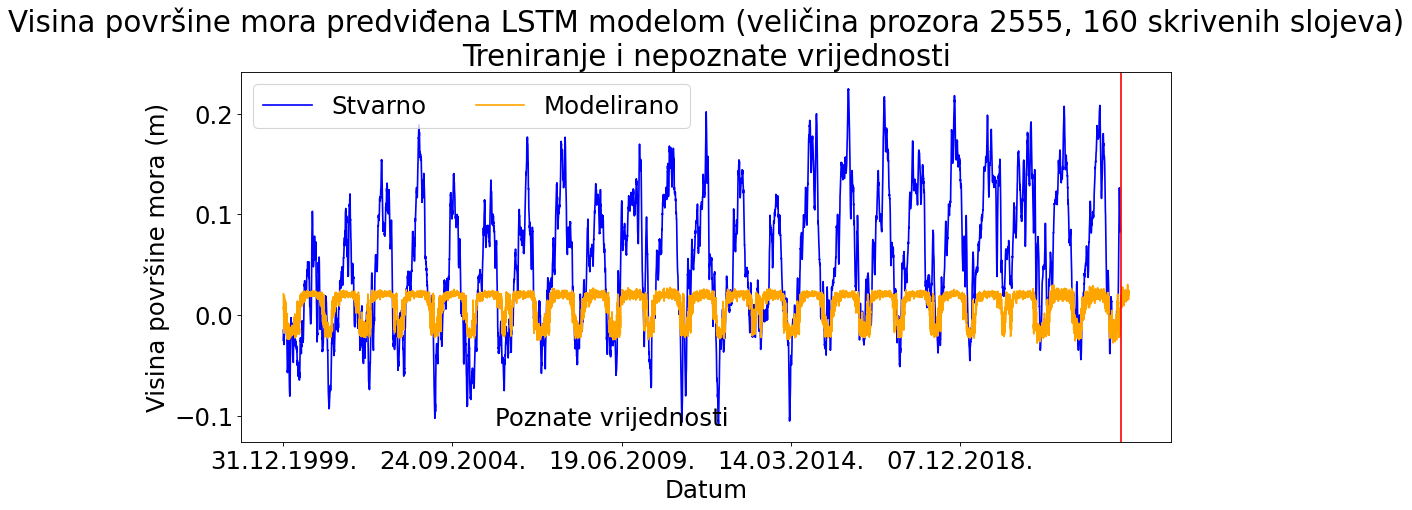 Visina površine mora predviđena LSTM modelom (veličina prozora 2555, 160 skrivenih slojeva)
Treniranje i nepoznate vrijednosti
Stvarno Modelirano
Visina površine mora (m)
0.2
0.1
0.0
−0.1
Poznate vrijednosti
31.12.1999. 24.09.2004. 19.06.2009. 14.03.2014. 07.12.2018.
Datum